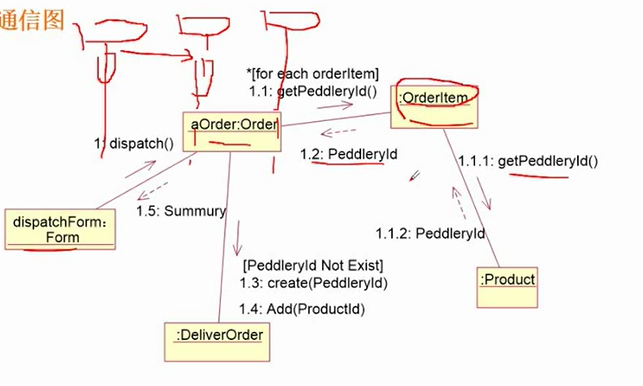 通信图
*[for each orderItem]
1.1: getPeddleryId()
:OrderItem
aOrder:Order
1: dispatch()
1.2: PeddleryId
1.1.1: getPeddleryId()
dispatchForm:
Form
1.5: Summury
1.1.2: PeddleryId
[PeddleryId Not Exist]
1.3: create(PeddleryId)
1.4: Add(ProductId)
:Product
:DeliverOrder